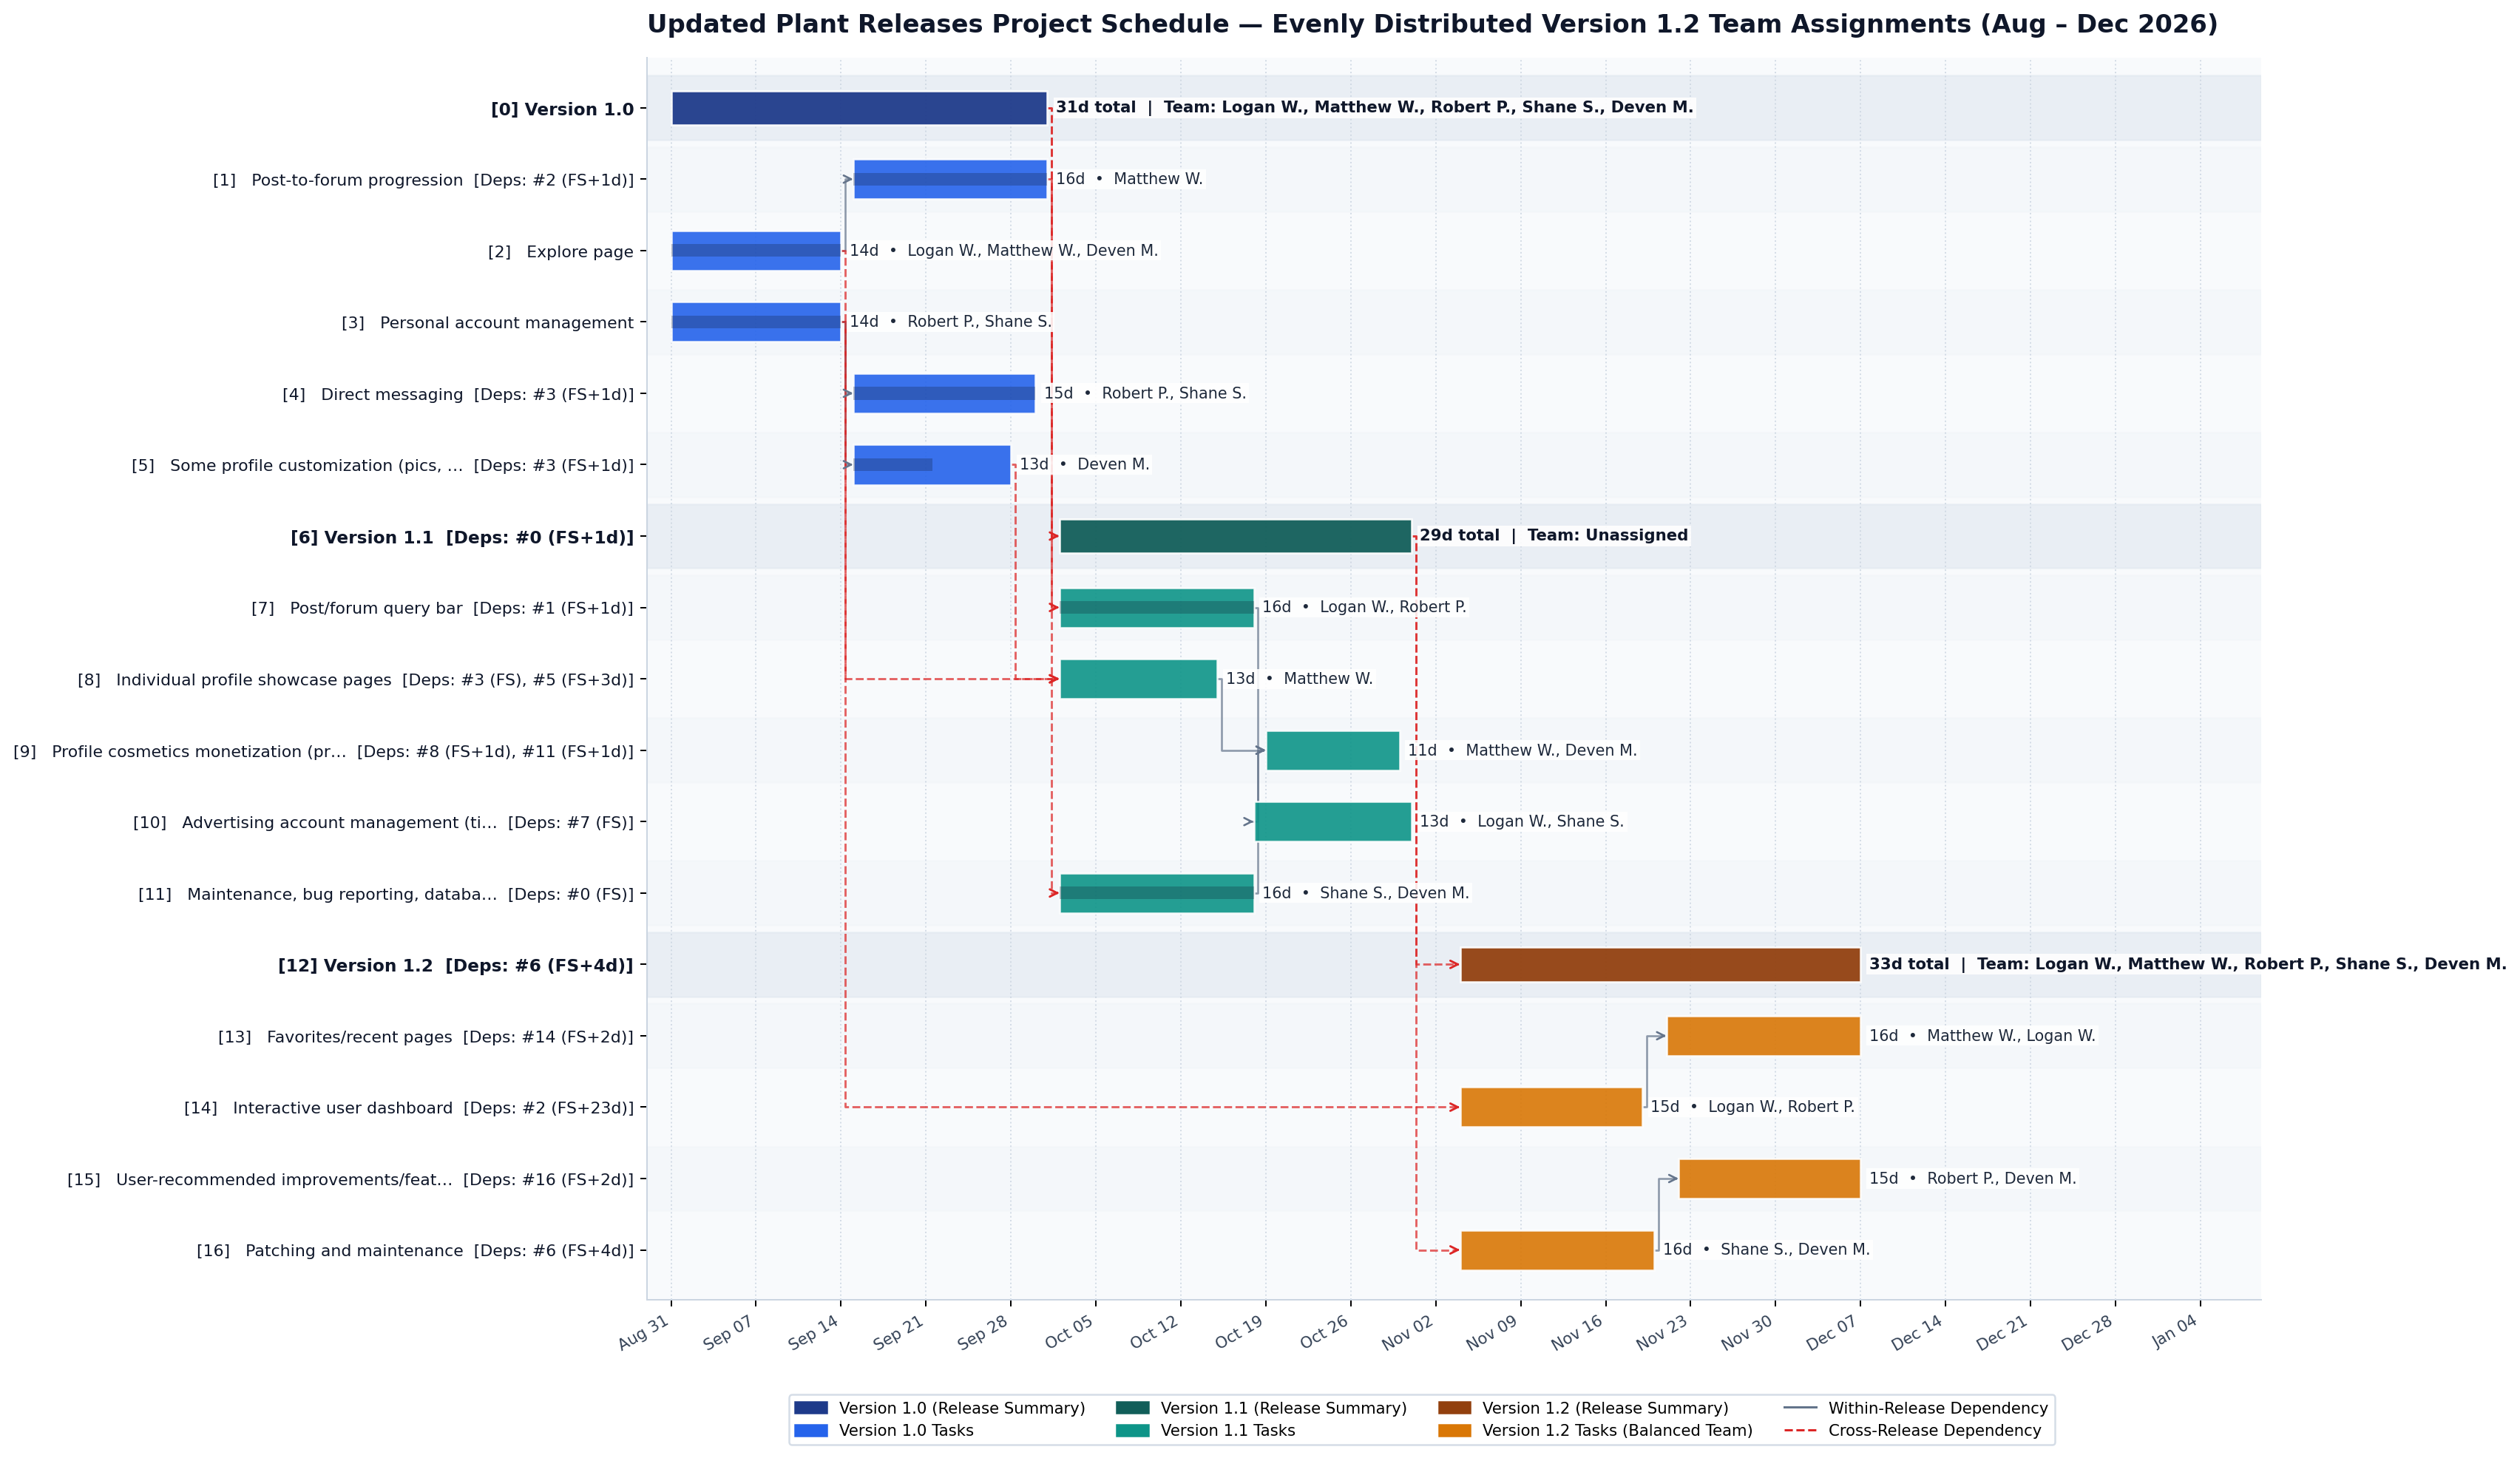 Updated Plant Releases Project Schedule — Evenly Distributed Version 1.2 Team Assignments (Aug – Dec 2026)
[0] Version 1.0
31d total | Team: Logan W., Matthew W., Robert P., Shane S., Deven M.
[1] Post-to-forum progression [Deps: #2 (FS+1d)]
16d • Matthew W.
[2] Explore page
14d • Logan W., Matthew W., Deven M.
[3] Personal account management
14d • Robert P., Shane S.
[4] Direct messaging [Deps: #3 (FS+1d)]
15d • Robert P., Shane S.
[5] Some profile customization (pics, … [Deps: #3 (FS+1d)]
13d • Deven M.
[6] Version 1.1 [Deps: #0 (FS+1d)]
29d total | Team: Unassigned
[7] Post/forum query bar [Deps: #1 (FS+1d)]
16d • Logan W., Robert P.
[8] Individual profile showcase pages [Deps: #3 (FS), #5 (FS+3d)]
13d • Matthew W.
[9] Profile cosmetics monetization (pr… [Deps: #8 (FS+1d), #11 (FS+1d)]
11d • Matthew W., Deven M.
[10] Advertising account management (ti… [Deps: #7 (FS)]
13d • Logan W., Shane S.
[11] Maintenance, bug reporting, databa… [Deps: #0 (FS)]
16d • Shane S., Deven M.
[12] Version 1.2 [Deps: #6 (FS+4d)]
33d total | Team: Logan W., Matthew W., Robert P., Shane S., Deven M.
[13] Favorites/recent pages [Deps: #14 (FS+2d)]
16d • Matthew W., Logan W.
[14] Interactive user dashboard [Deps: #2 (FS+23d)]
15d • Logan W., Robert P.
[15] User-recommended improvements/feat… [Deps: #16 (FS+2d)]
15d • Robert P., Deven M.
[16] Patching and maintenance [Deps: #6 (FS+4d)]
16d • Shane S., Deven M.
Aug 31
Sep 07
Sep 14
Sep 21
Sep 28
Oct 05
Oct 12
Oct 19
Oct 26
Nov 02
Nov 09
Nov 16
Nov 23
Nov 30
Dec 07
Dec 14
Dec 21
Dec 28
Jan 04
Version 1.0 (Release Summary)
Version 1.0 Tasks
Version 1.1 (Release Summary)
Version 1.1 Tasks
Version 1.2 (Release Summary)
Version 1.2 Tasks (Balanced Team)
Within-Release Dependency
Cross-Release Dependency